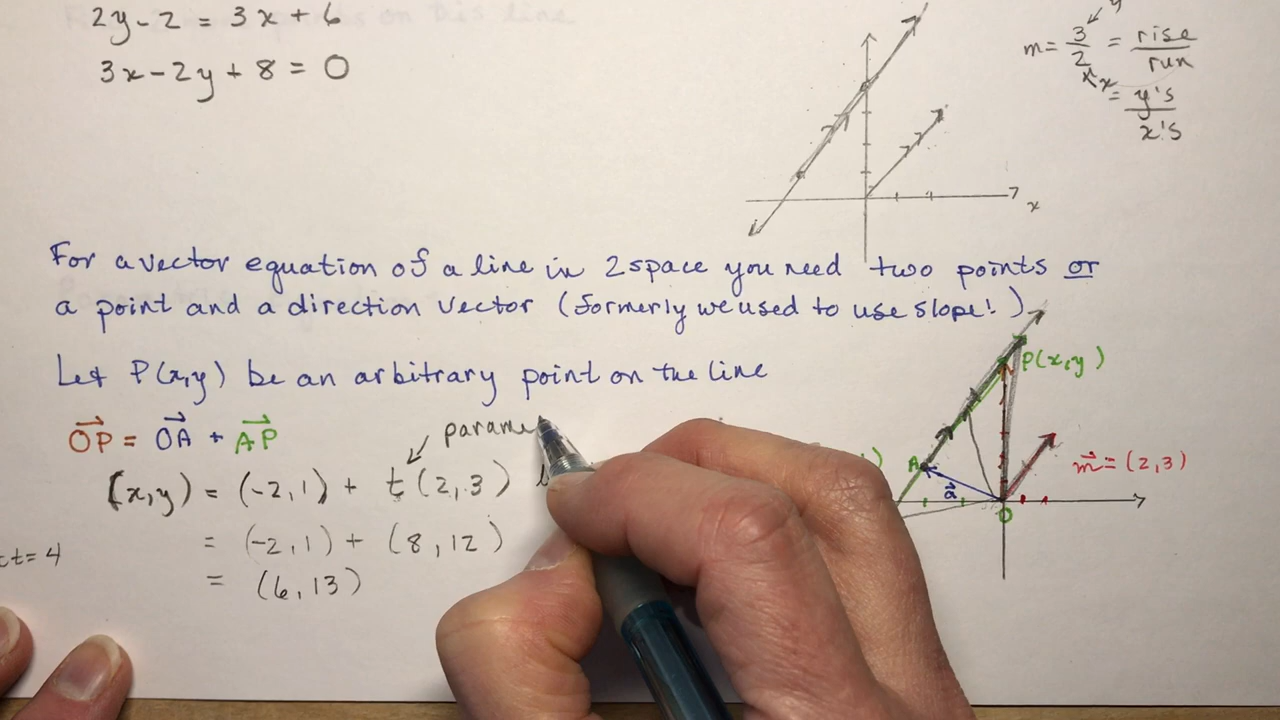 2y-2 = 3x+6
3x-2y+8 = 0
m= 3/2 = rise/run
= y's/x's
x
For a vector equation of a line in 2space you need two points or
a point and a direction vector (formerly we used to use slope!)
Let P(x,y) be an arbitrary point on the line
OP = OA + AP
parame
(x,y) = (-2,1) + t(2,3)
= (-2,1) + (8,12)
= (6,13)
t=4
P(x,y)
A
a
m=(2,3)
O